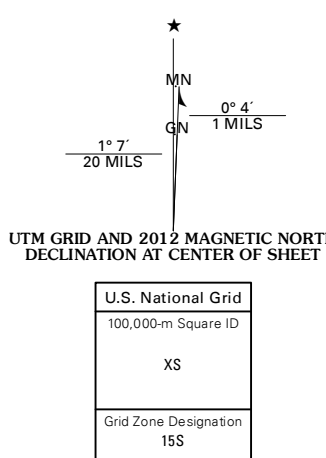 ★
MN
0° 4´
1 MILS
GN
1° 7´
20 MILS
UTM GRID AND 2012 MAGNETIC NORTH
DECLINATION AT CENTER OF SHEET
U.S. National Grid
100,000-m Square ID
XS
Grid Zone Designation
15S